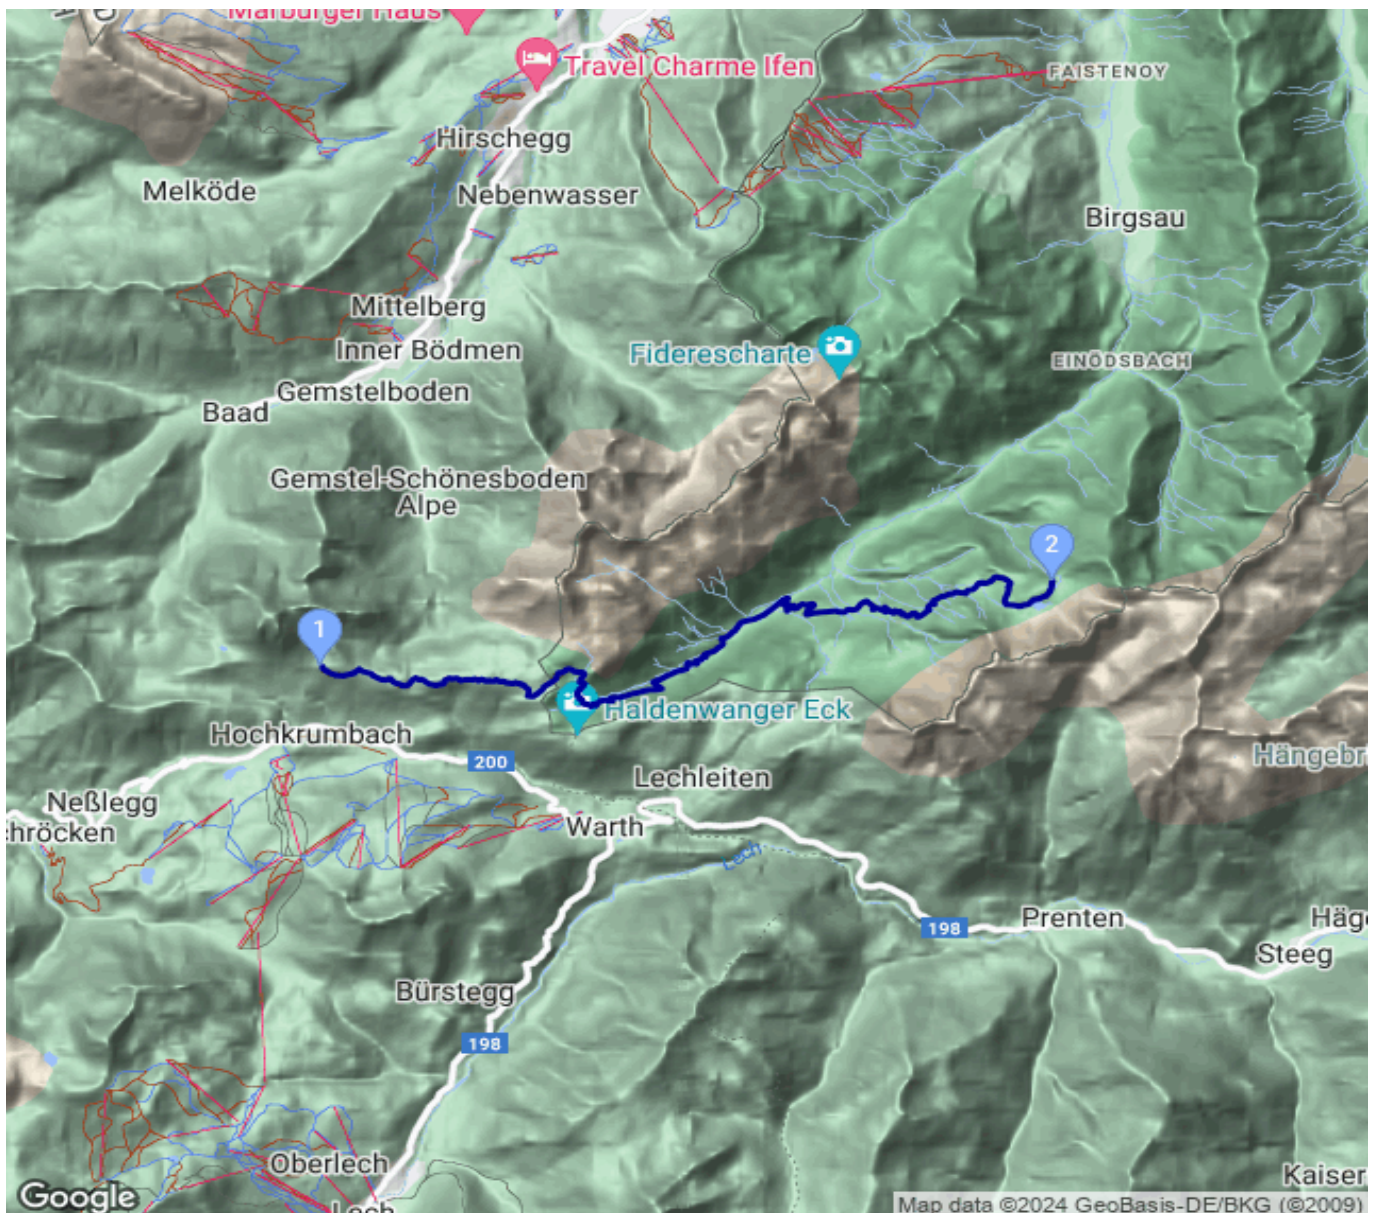 Marburger Haus
Travel Charme Ifen
FAISTENOY
Hirschegg
Melköde
Nebenwasser
Birgsau
Mittelberg
Inner Bödmen
Fiderescharte
EINÖDSBACH
Gemstelboden
Baad
Gemstel-Schönesboden
Alpe
2
1
Haldenwanger Eck
Hochkrumbach
200
Lechleiten
Hängebr
Neßlegg
chröcken
Warth
Lech
198
Prenten
Häg
Steeg
Bürstegg
198
Oberlech
Kaiser
Google
Lech
Map data ©2024 GeoBasis-DE/BKG (©2009)